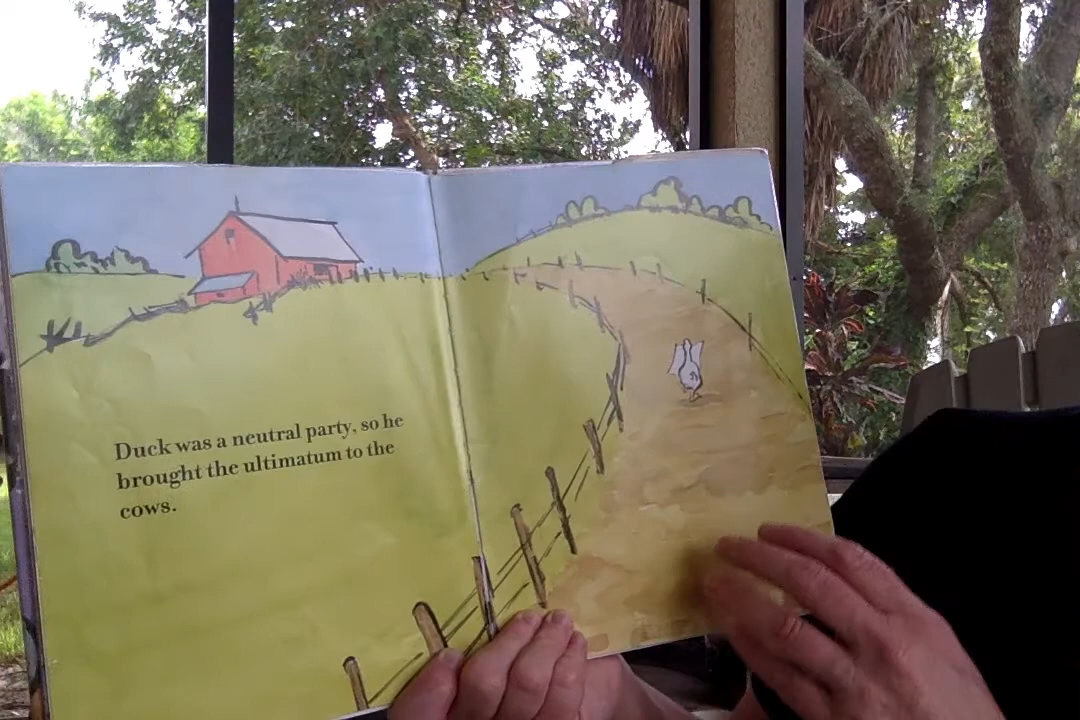 Duck was a neutral party, so he
brought the ultimatum to the
cows.